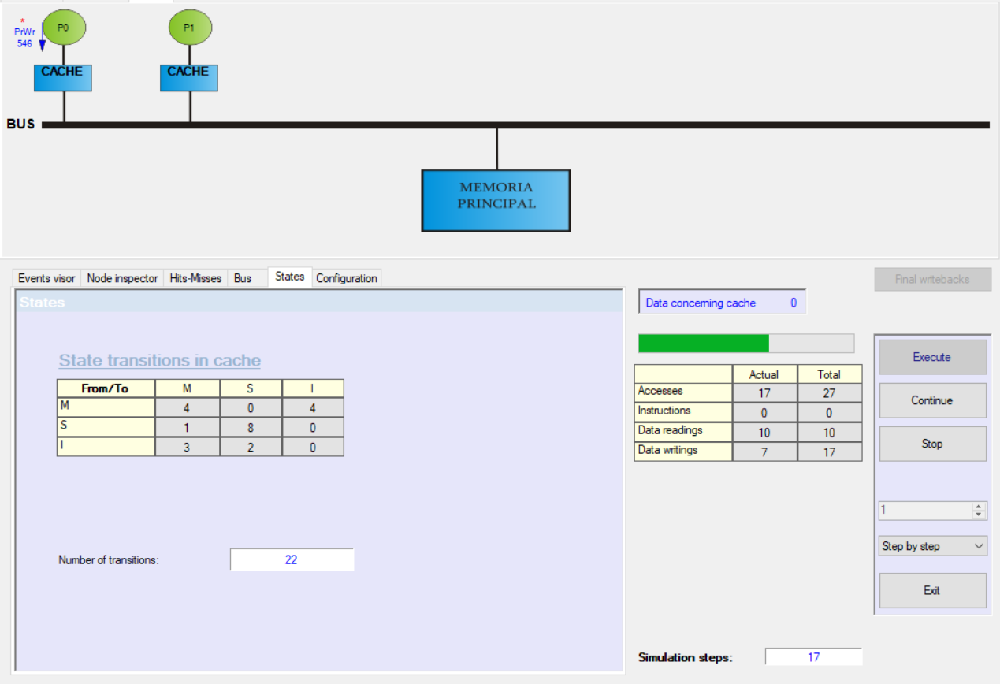 *
PrWr
546
P0
P1
CACHE
CACHE
BUS
MEMORIA
PRINCIPAL
Events visor Node inspector Hits-Misses Bus States Configuration
States
State transitions in cache
From/To M S I
M 4 0 4
S 1 8 0
I 3 2 0
Number of transitions: 22
Data concerning cache 0
Actual Total
Accesses 17 27
Instructions 0 0
Data readings 10 10
Data writings 7 17
Simulation steps: 17
Final writebacks
Execute
Continue
Stop
1
Step by step
Exit